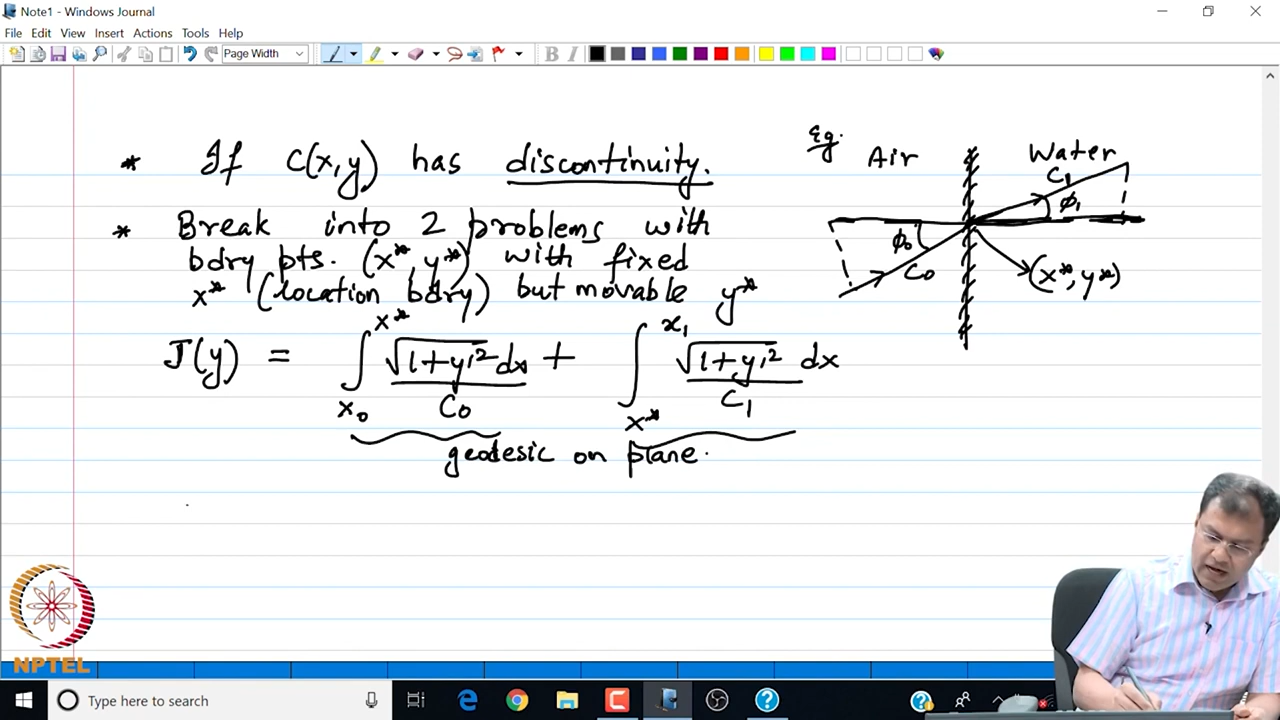 Note1 - Windows Journal
File Edit View Insert Actions Tools Help
Page Width
B I
* If C(x,y) has discontinuity.
Eg. Air Water
C₁
ϕ₁
ϕ₀
C₀
(x*, y*)
* Break into 2 problems with
bdry pts. (x*, y*) with fixed
x* (location bdry) but movable y*
J(y) = ∫_{x₀}^{x*} √(1+y'²) dx / C₀ + ∫_{x*}^{x₁} √(1+y'²) / C₁ dx
geodesic on plane.
NPTEL
Type here to search